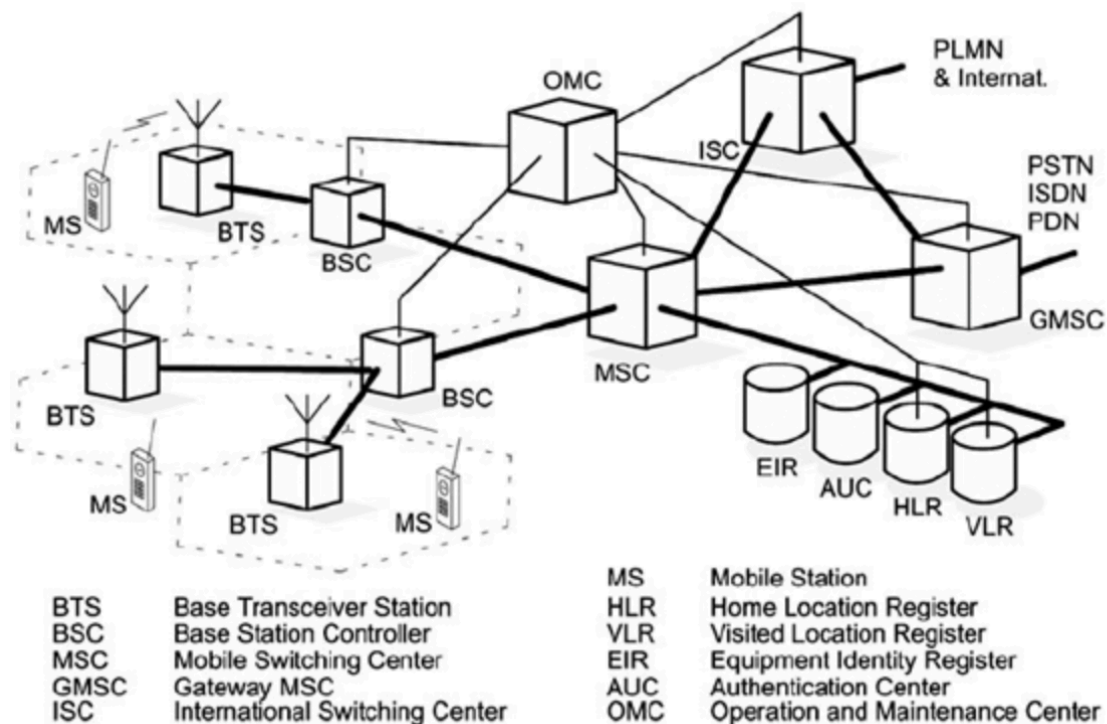 PLMN
& Internat.
OMC
ISC
PSTN
ISDN
PDN
MS
BTS
BSC
GMSC
MSC
BTS
BSC
EIR
AUC
HLR
VLR
MS
BTS
MS
BTS Base Transceiver Station
BSC Base Station Controller
MSC Mobile Switching Center
GMSC Gateway MSC
ISC International Switching Center
MS Mobile Station
HLR Home Location Register
VLR Visited Location Register
EIR Equipment Identity Register
AUC Authentication Center
OMC Operation and Maintenance Center